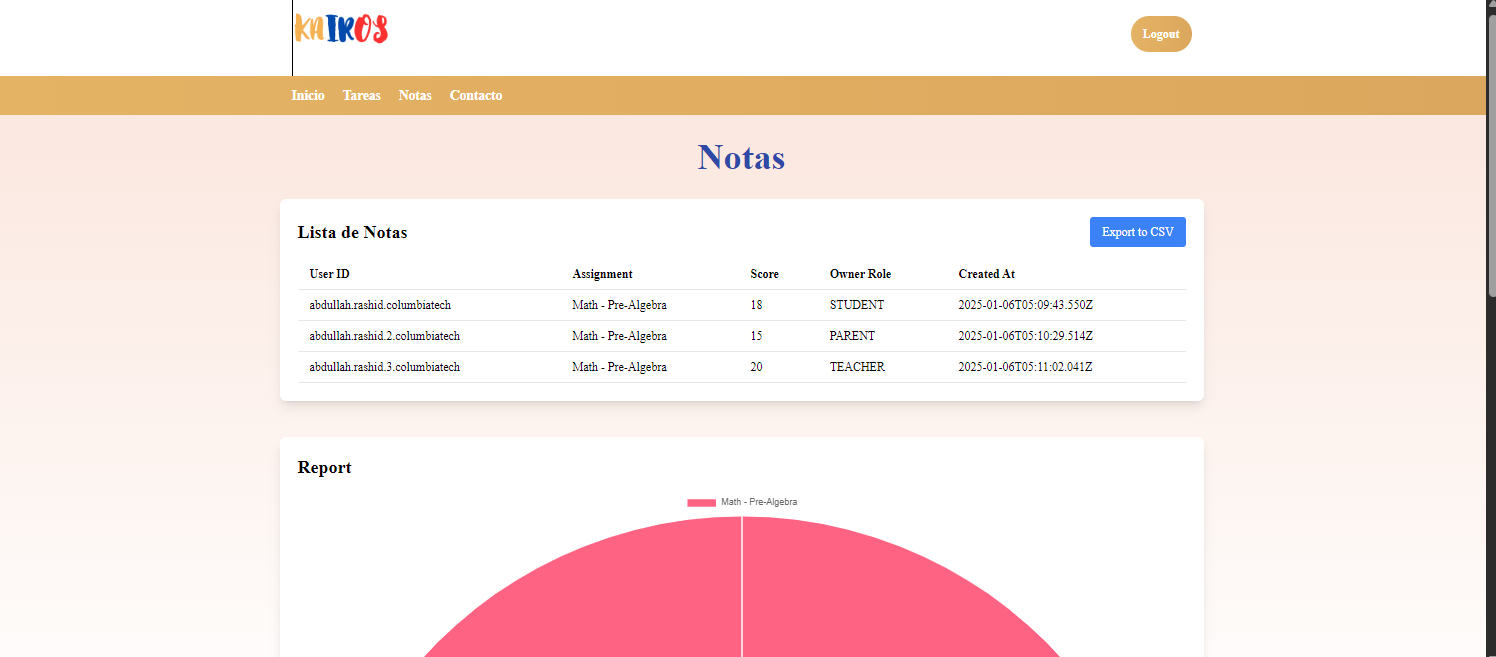 KAIROS
Logout
Inicio Tareas Notas Contacto
Notas
Lista de Notas
Export to CSV
User ID Assignment Score Owner Role Created At
abdullah.rashid.columbiatech Math - Pre-Algebra 18 STUDENT 2025-01-06T05:09:43.550Z
abdullah.rashid.2.columbiatech Math - Pre-Algebra 15 PARENT 2025-01-06T05:10:29.514Z
abdullah.rashid.3.columbiatech Math - Pre-Algebra 20 TEACHER 2025-01-06T05:11:02.041Z
Report
Math - Pre-Algebra